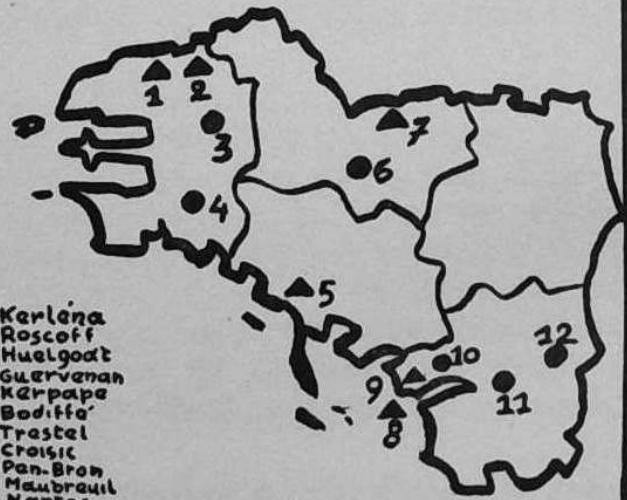 1
2
3
7
6
4
5
12
10
9
11
8
Kerléna
Roscoff
Huelgoat
Guervenan
Kerpape
Bodiffé
Trestel
Croisic
Pen-Bron
Maubreuil